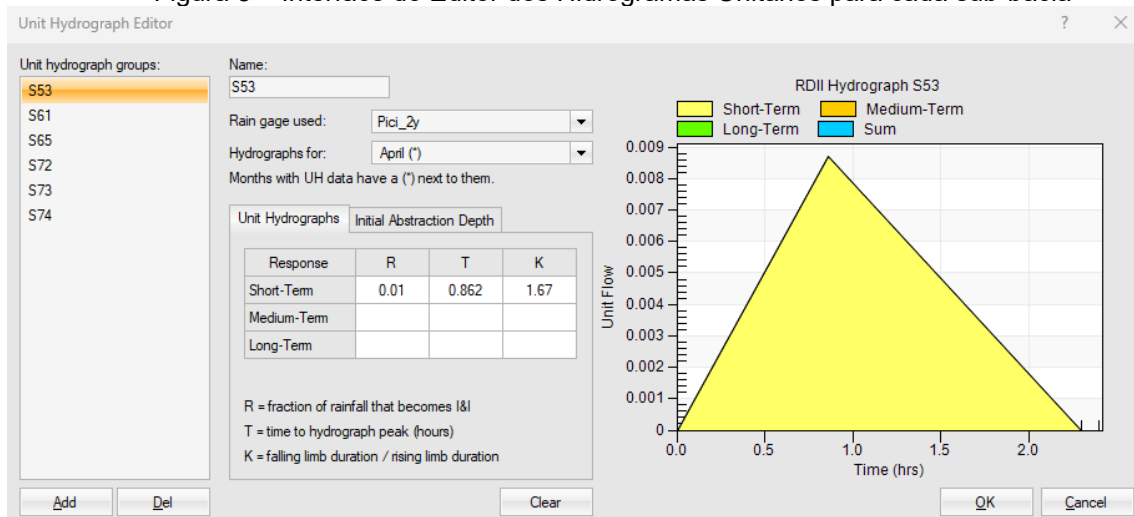 Unit Hydrograph Editor ? ×
Unit hydrograph groups:
S53
S61
S65
S72
S73
S74
Add Del
Name:
S53
Rain gage used: Pici_2y
Hydrographs for: April (*)
Months with UH data have a (*) next to them.
Unit Hydrographs Initial Abstraction Depth
Response R T K
Short-Term 0.01 0.862 1.67
Medium-Term
Long-Term
R = fraction of rainfall that becomes I&I
T = time to hydrograph peak (hours)
K = falling limb duration / rising limb duration
Clear
RDII Hydrograph S53
Short-Term Medium-Term
Long-Term Sum
Unit Flow
0.009
0.008
0.007
0.006
0.005
0.004
0.003
0.002
0.001
0
0.0 0.5 1.0 1.5 2.0
Time (hrs)
OK Cancel